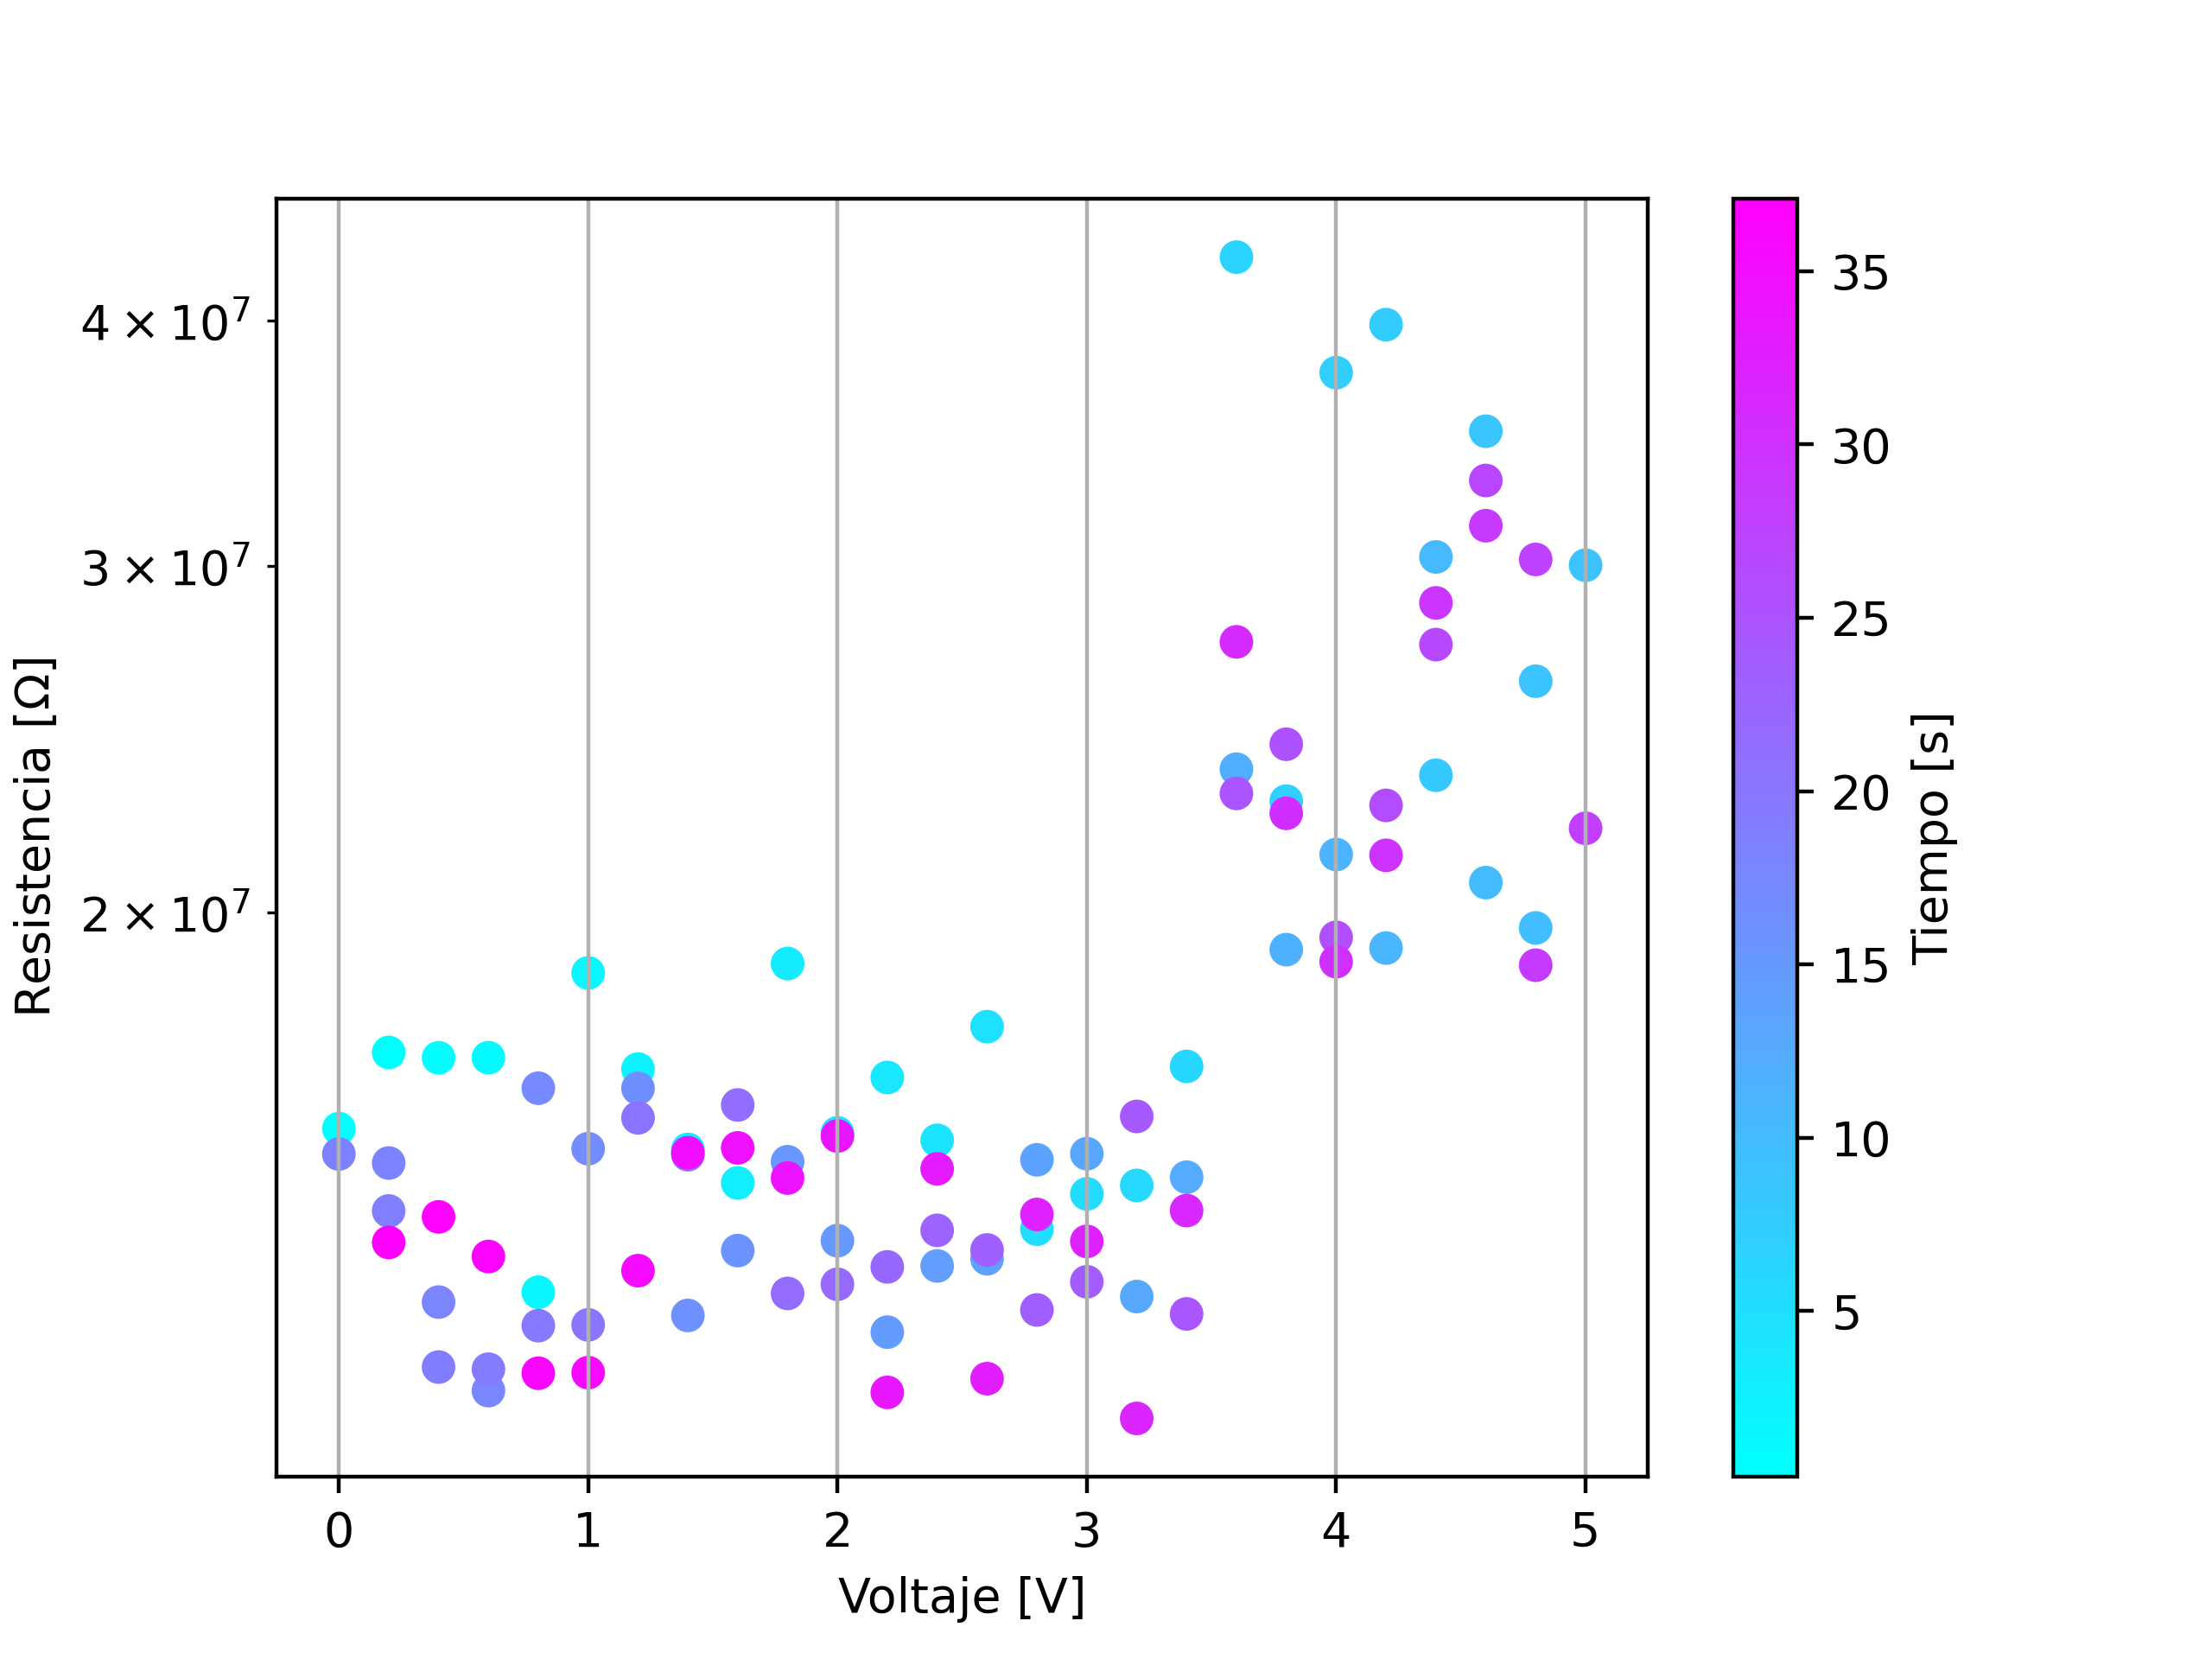 4 × 10⁷
3 × 10⁷
2 × 10⁷
Resistencia [Ω]
0 1 2 3 4 5
Voltaje [V]
35
30
25
20
15
10
5
Tiempo [s]